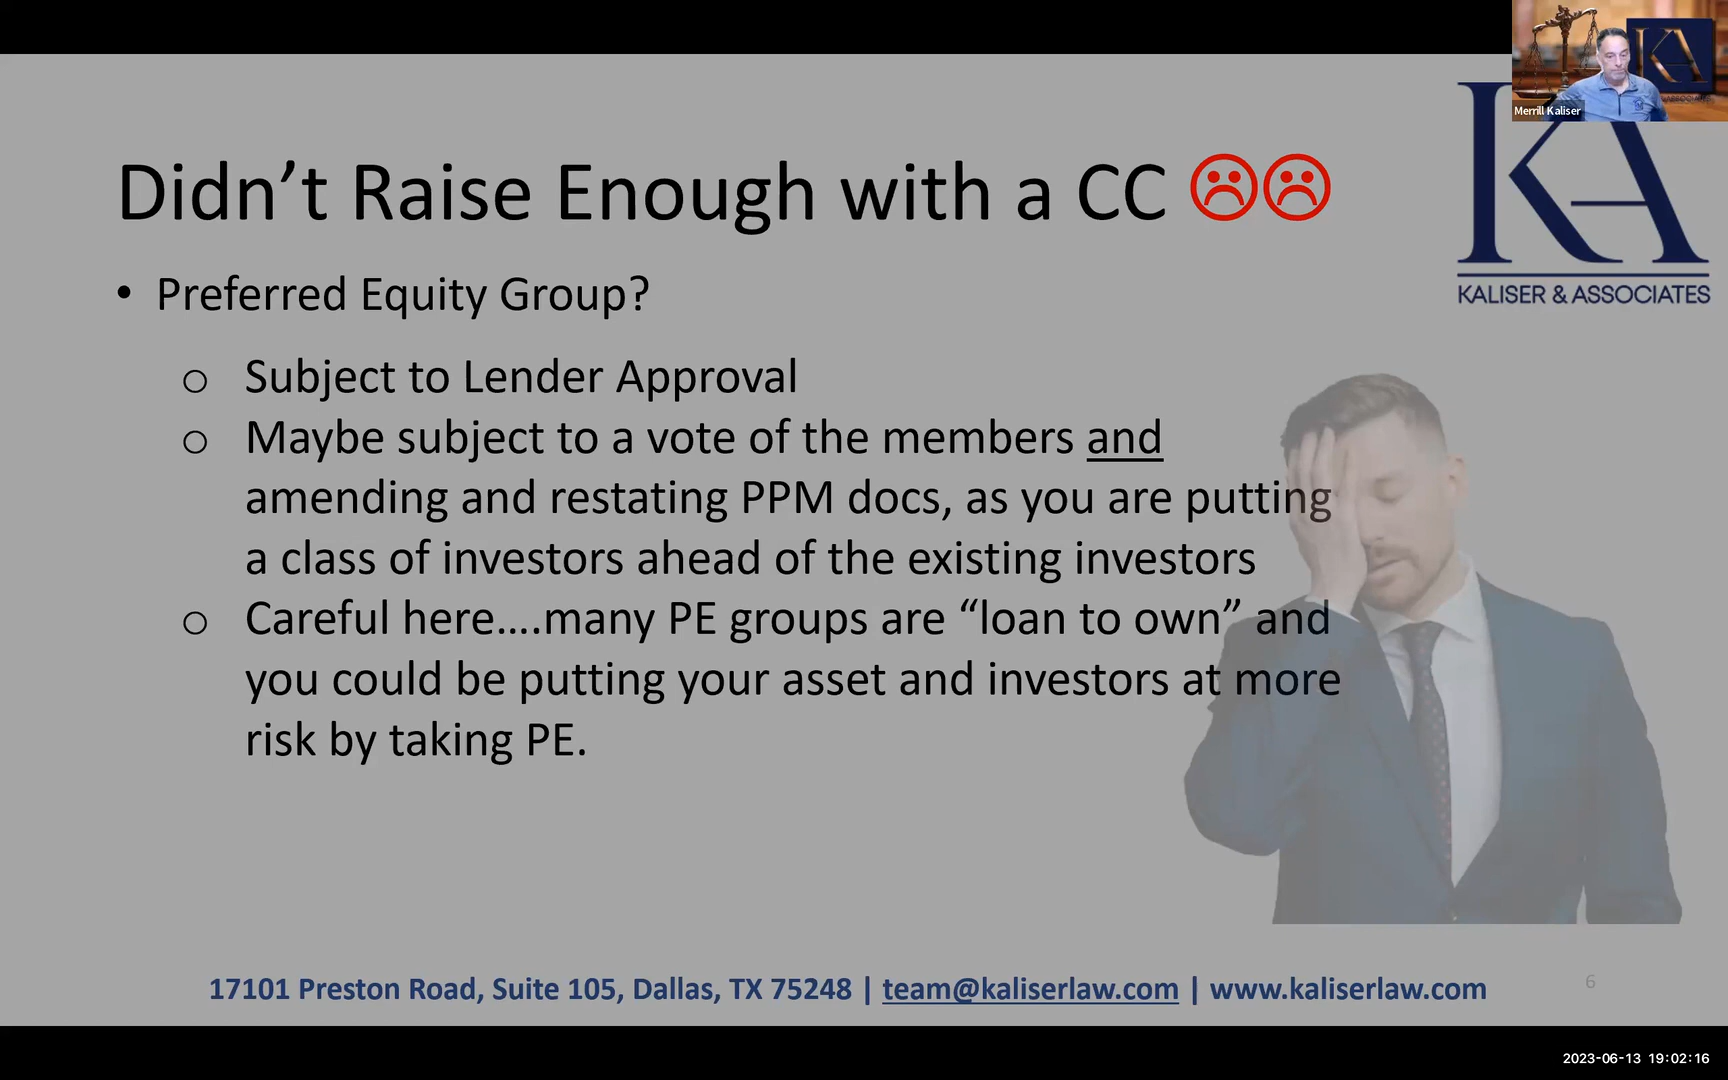 Merrill Kaliser
KA
KALISER & ASSOCIATES
Didn’t Raise Enough with a CC ☹☹
• Preferred Equity Group?
o Subject to Lender Approval
o Maybe subject to a vote of the members and
amending and restating PPM docs, as you are putting
a class of investors ahead of the existing investors
o Careful here....many PE groups are “loan to own” and
you could be putting your asset and investors at more
risk by taking PE.
17101 Preston Road, Suite 105, Dallas, TX 75248 | team@kaliserlaw.com | www.kaliserlaw.com
6
2023-06-13 19:02:16